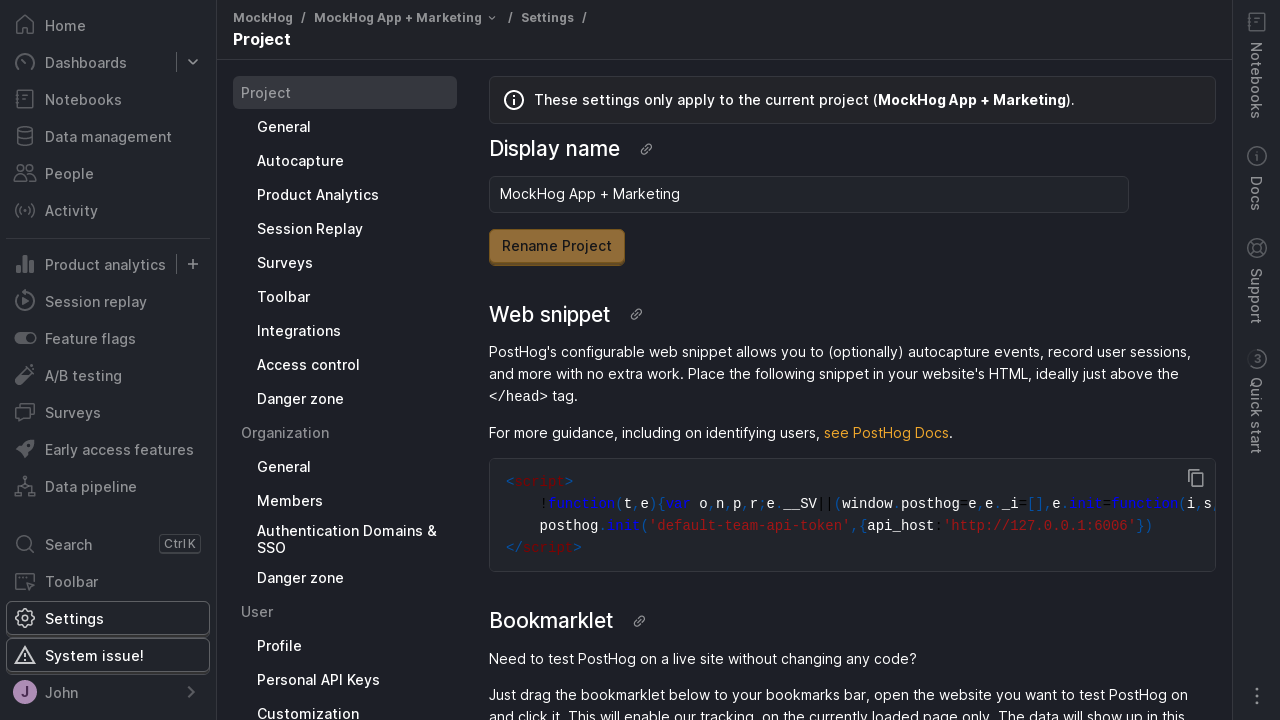 Home
Dashboards
Notebooks
Data management
People
Activity
Product analytics
Session replay
Feature flags
A/B testing
Surveys
Early access features
Data pipeline
Search Ctrl K
Toolbar
Settings
System issue!
J John
MockHog / MockHog App + Marketing / Settings /
Project
Project
General
Autocapture
Product Analytics
Session Replay
Surveys
Toolbar
Integrations
Access control
Danger zone
Organization
General
Members
Authentication Domains &
SSO
Danger zone
User
Profile
Personal API Keys
Customization
These settings only apply to the current project (MockHog App + Marketing).
Display name
MockHog App + Marketing
Rename Project
Web snippet
PostHog's configurable web snippet allows you to (optionally) autocapture events, record user sessions,
and more with no extra work. Place the following snippet in your website's HTML, ideally just above the
</head> tag.
For more guidance, including on identifying users, see PostHog Docs.
<script>
!function(t,e){var o,n,p,r;e.__SV||(window.posthog=e,e._i=[],e.init=function(i,s,
posthog.init('default-team-api-token',{api_host:'http://127.0.0.1:6006'})
</script>
Bookmarklet
Need to test PostHog on a live site without changing any code?
Just drag the bookmarklet below to your bookmarks bar, open the website you want to test PostHog on
and click it. This will enable our tracking, on the currently loaded page only. The data will show up in this
Notebooks
Docs
Support
3
Quick start